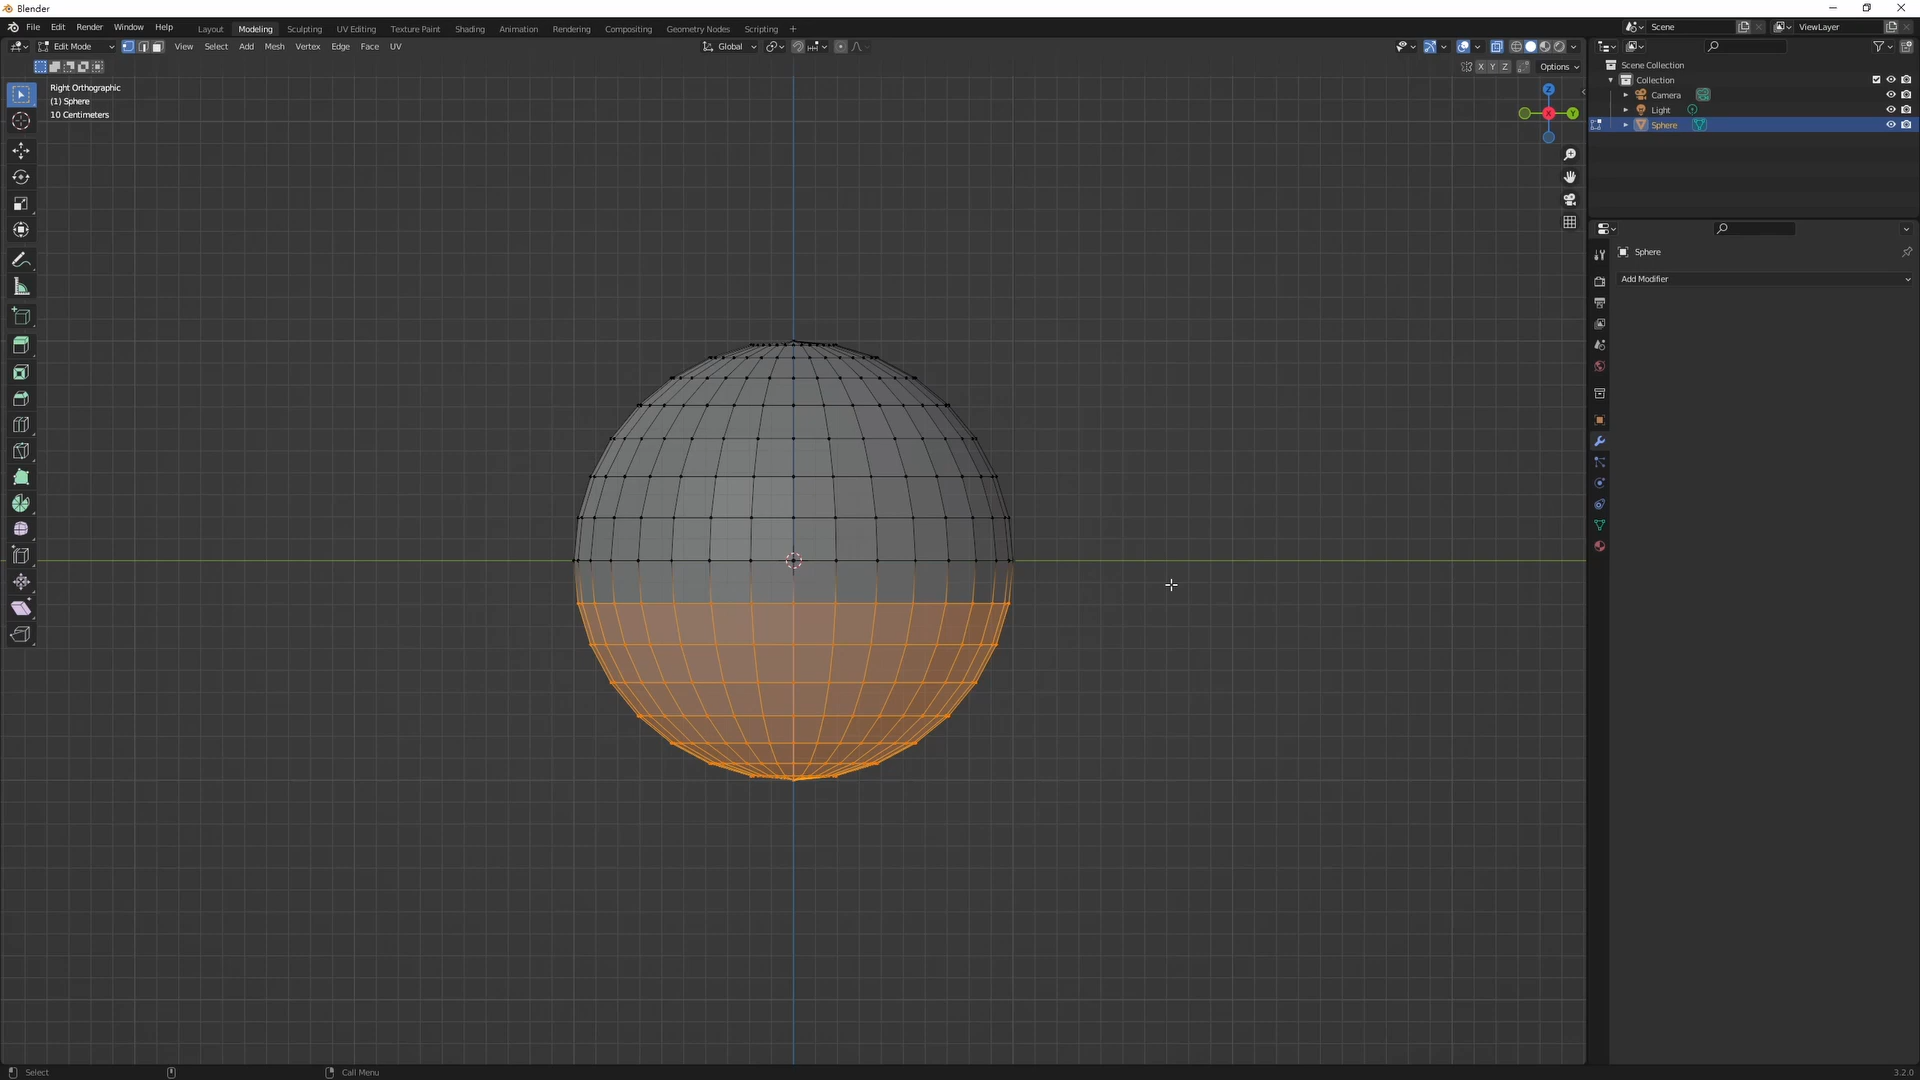 Blender
File Edit Render Window Help
Layout Modeling Sculpting UV Editing Texture Paint Shading Animation Rendering Compositing Geometry Nodes Scripting +
Scene
ViewLayer
Edit Mode
View Select Add Mesh Vertex Edge Face UV
Global
X Y Z
Options
Right Orthographic
(1) Sphere
10 Centimeters
Z
X
Y
Scene Collection
Collection
Camera
Light
Sphere
Sphere
Add Modifier
Select
Call Menu
3.2.0